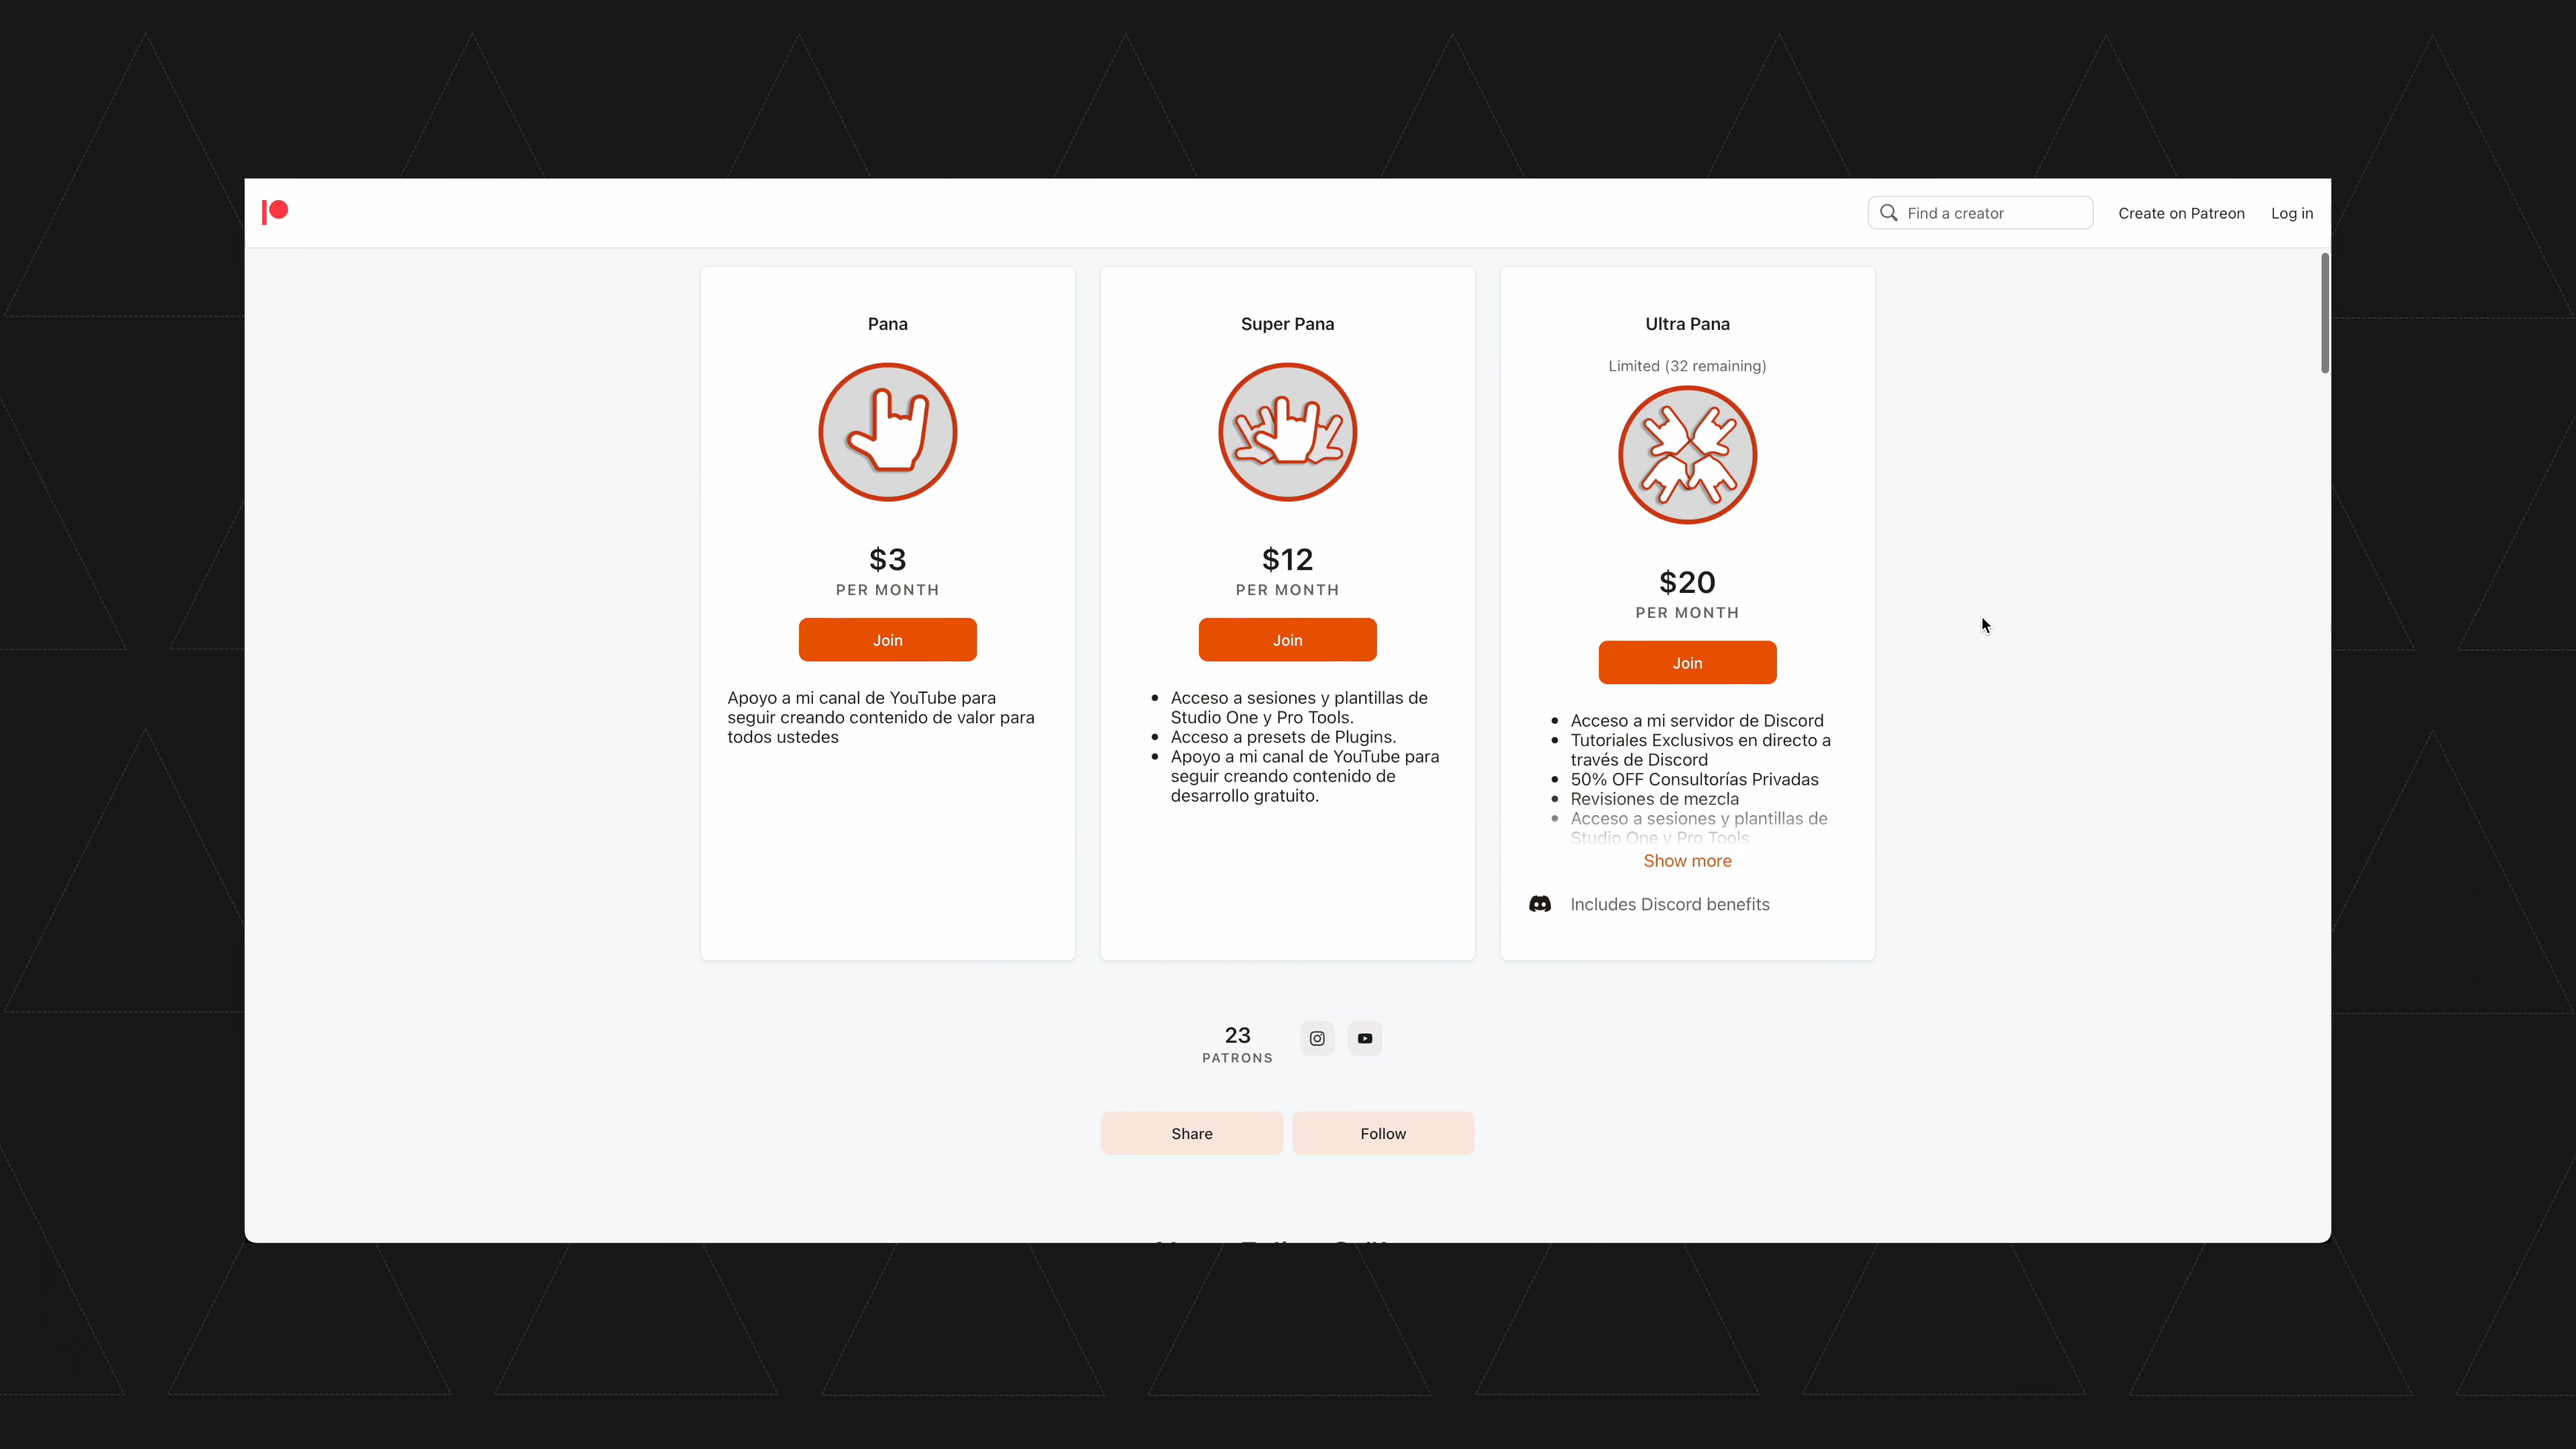 Find a creator
Create on Patreon
Log in
Pana
$3
PER MONTH
Join
Apoyo a mi canal de YouTube para
seguir creando contenido de valor para
todos ustedes
Super Pana
$12
PER MONTH
Join
Acceso a sesiones y plantillas de
Studio One y Pro Tools.
Acceso a presets de Plugins.
Apoyo a mi canal de YouTube para
seguir creando contenido de
desarrollo gratuito.
Ultra Pana
Limited (32 remaining)
$20
PER MONTH
Join
Acceso a mi servidor de Discord
Tutoriales Exclusivos en directo a
través de Discord
50% OFF Consultorías Privadas
Revisiones de mezcla
Acceso a sesiones y plantillas de
Studio One y Pro Tools
Show more
Includes Discord benefits
23
PATRONS
Share
Follow